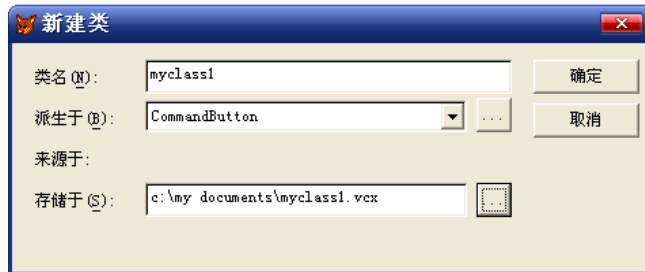 新建类
类名(N):
myclass1
确定
派生于(B):
CommandButton
...
取消
来源于:
存储于(S):
c:\my documents\myclass1.vcx
...